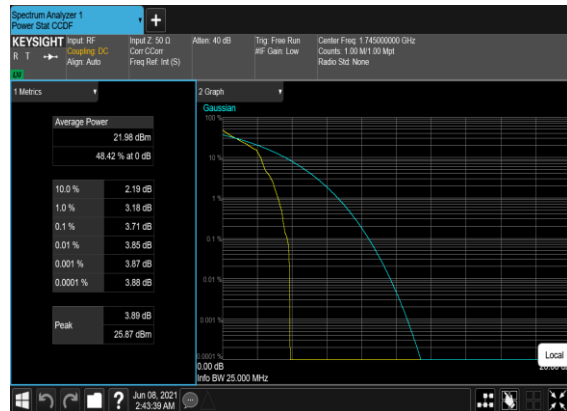 Spectrum Analyzer 1
Power Stat CCDF
KEYSIGHT
R T
LW
Input: RF
Coupling: DC
Align: Auto
Input Z: 50 Ω
Corr CCorr
Freq Ref: Int (S)
Atten: 40 dB
Trig: Free Run
#IF Gain: Low
Center Freq: 1.745000000 GHz
Counts: 1.00 M/1.00 Mpt
Radio Std: None
1 Metrics
Average Power
21.98 dBm
48.42 % at 0 dB
10.0 % 2.19 dB
1.0 % 3.18 dB
0.1 % 3.71 dB
0.01 % 3.85 dB
0.001 % 3.87 dB
0.0001 % 3.88 dB
Peak
3.89 dB
25.87 dBm
2 Graph
Gaussian
100 %
10 %
1 %
0.1 %
0.01 %
0.001 %
0.0001 %
0.00 dB
Info BW 25.000 MHz
Local
?
Jun 08, 2021
2:43:39 AM